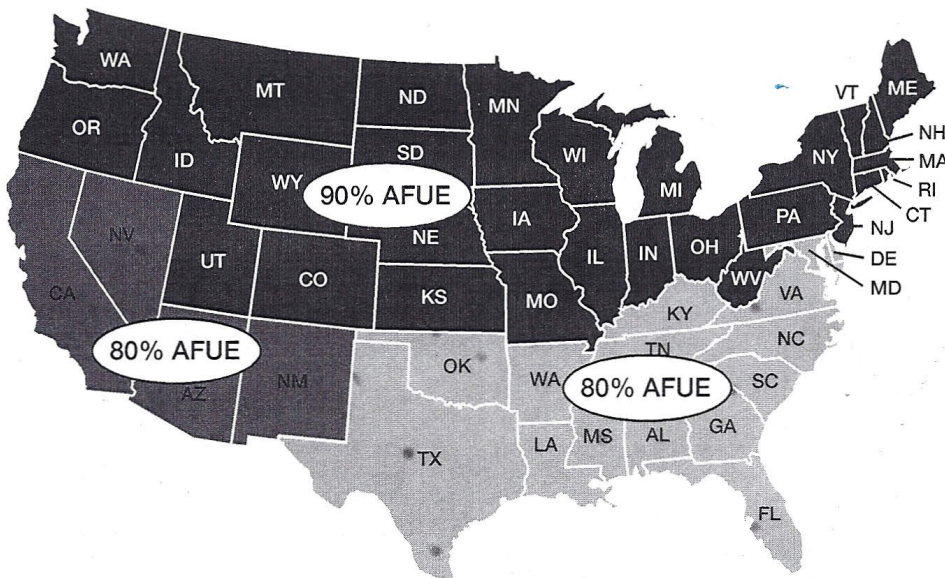 WA
MT
ND
MN
VT
ME
OR
ID
WY
SD
WI
MI
NY
NH
MA
RI
CT
90% AFUE
NV
UT
CO
NE
IA
IL
IN
OH
PA
NJ
DE
MD
CA
KS
MO
WV
KY
VA
80% AFUE
AZ
NM
OK
WA
TN
NC
80% AFUE
SC
TX
LA
MS
AL
GA
FL